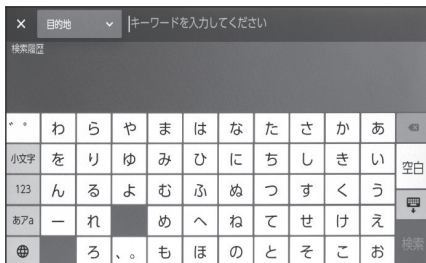 × 目的地 キーワードを入力してください
検索履歴
゛゜ わ ら や ま は な た さ か あ
小文字 を り ゆ み ひ に ち し き い 空白
123 ん る よ む ふ ぬ つ す く う
あアa ー れ め へ ね て せ け え
ろ 、。 も ほ の と そ こ お 検索